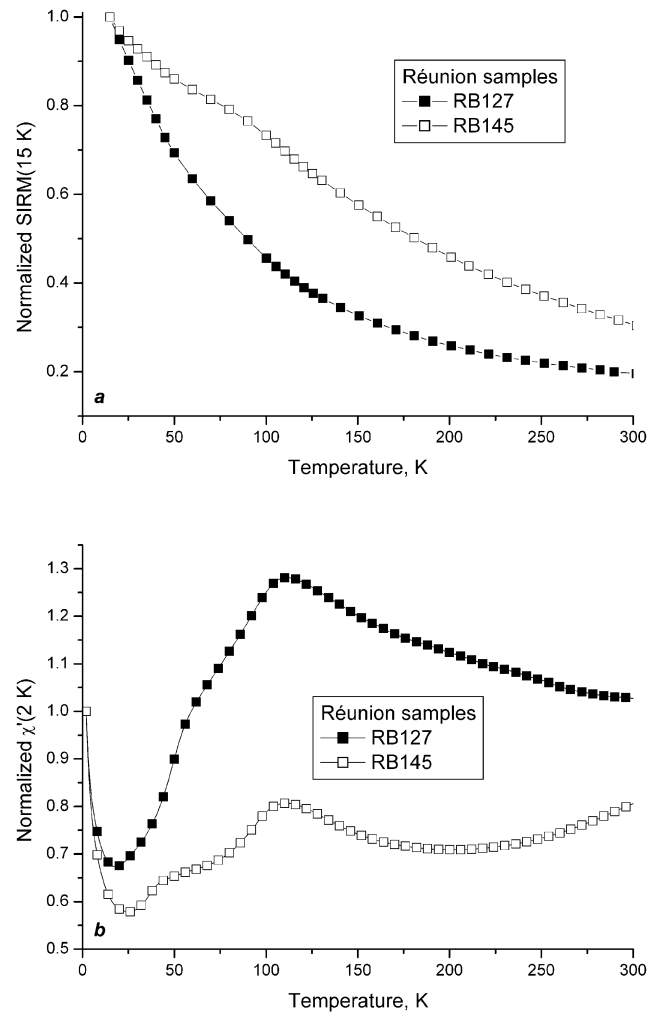 1.0
0.8
0.6
0.4
0.2
Normalized SIRM(15 K)
Réunion samples
RB127
RB145
a
0 50 100 150 200 250 300
Temperature, K
1.3
1.2
1.1
1.0
0.9
0.8
0.7
0.6
0.5
Normalized χ'(2 K)
Réunion samples
RB127
RB145
b
0 50 100 150 200 250 300
Temperature, K